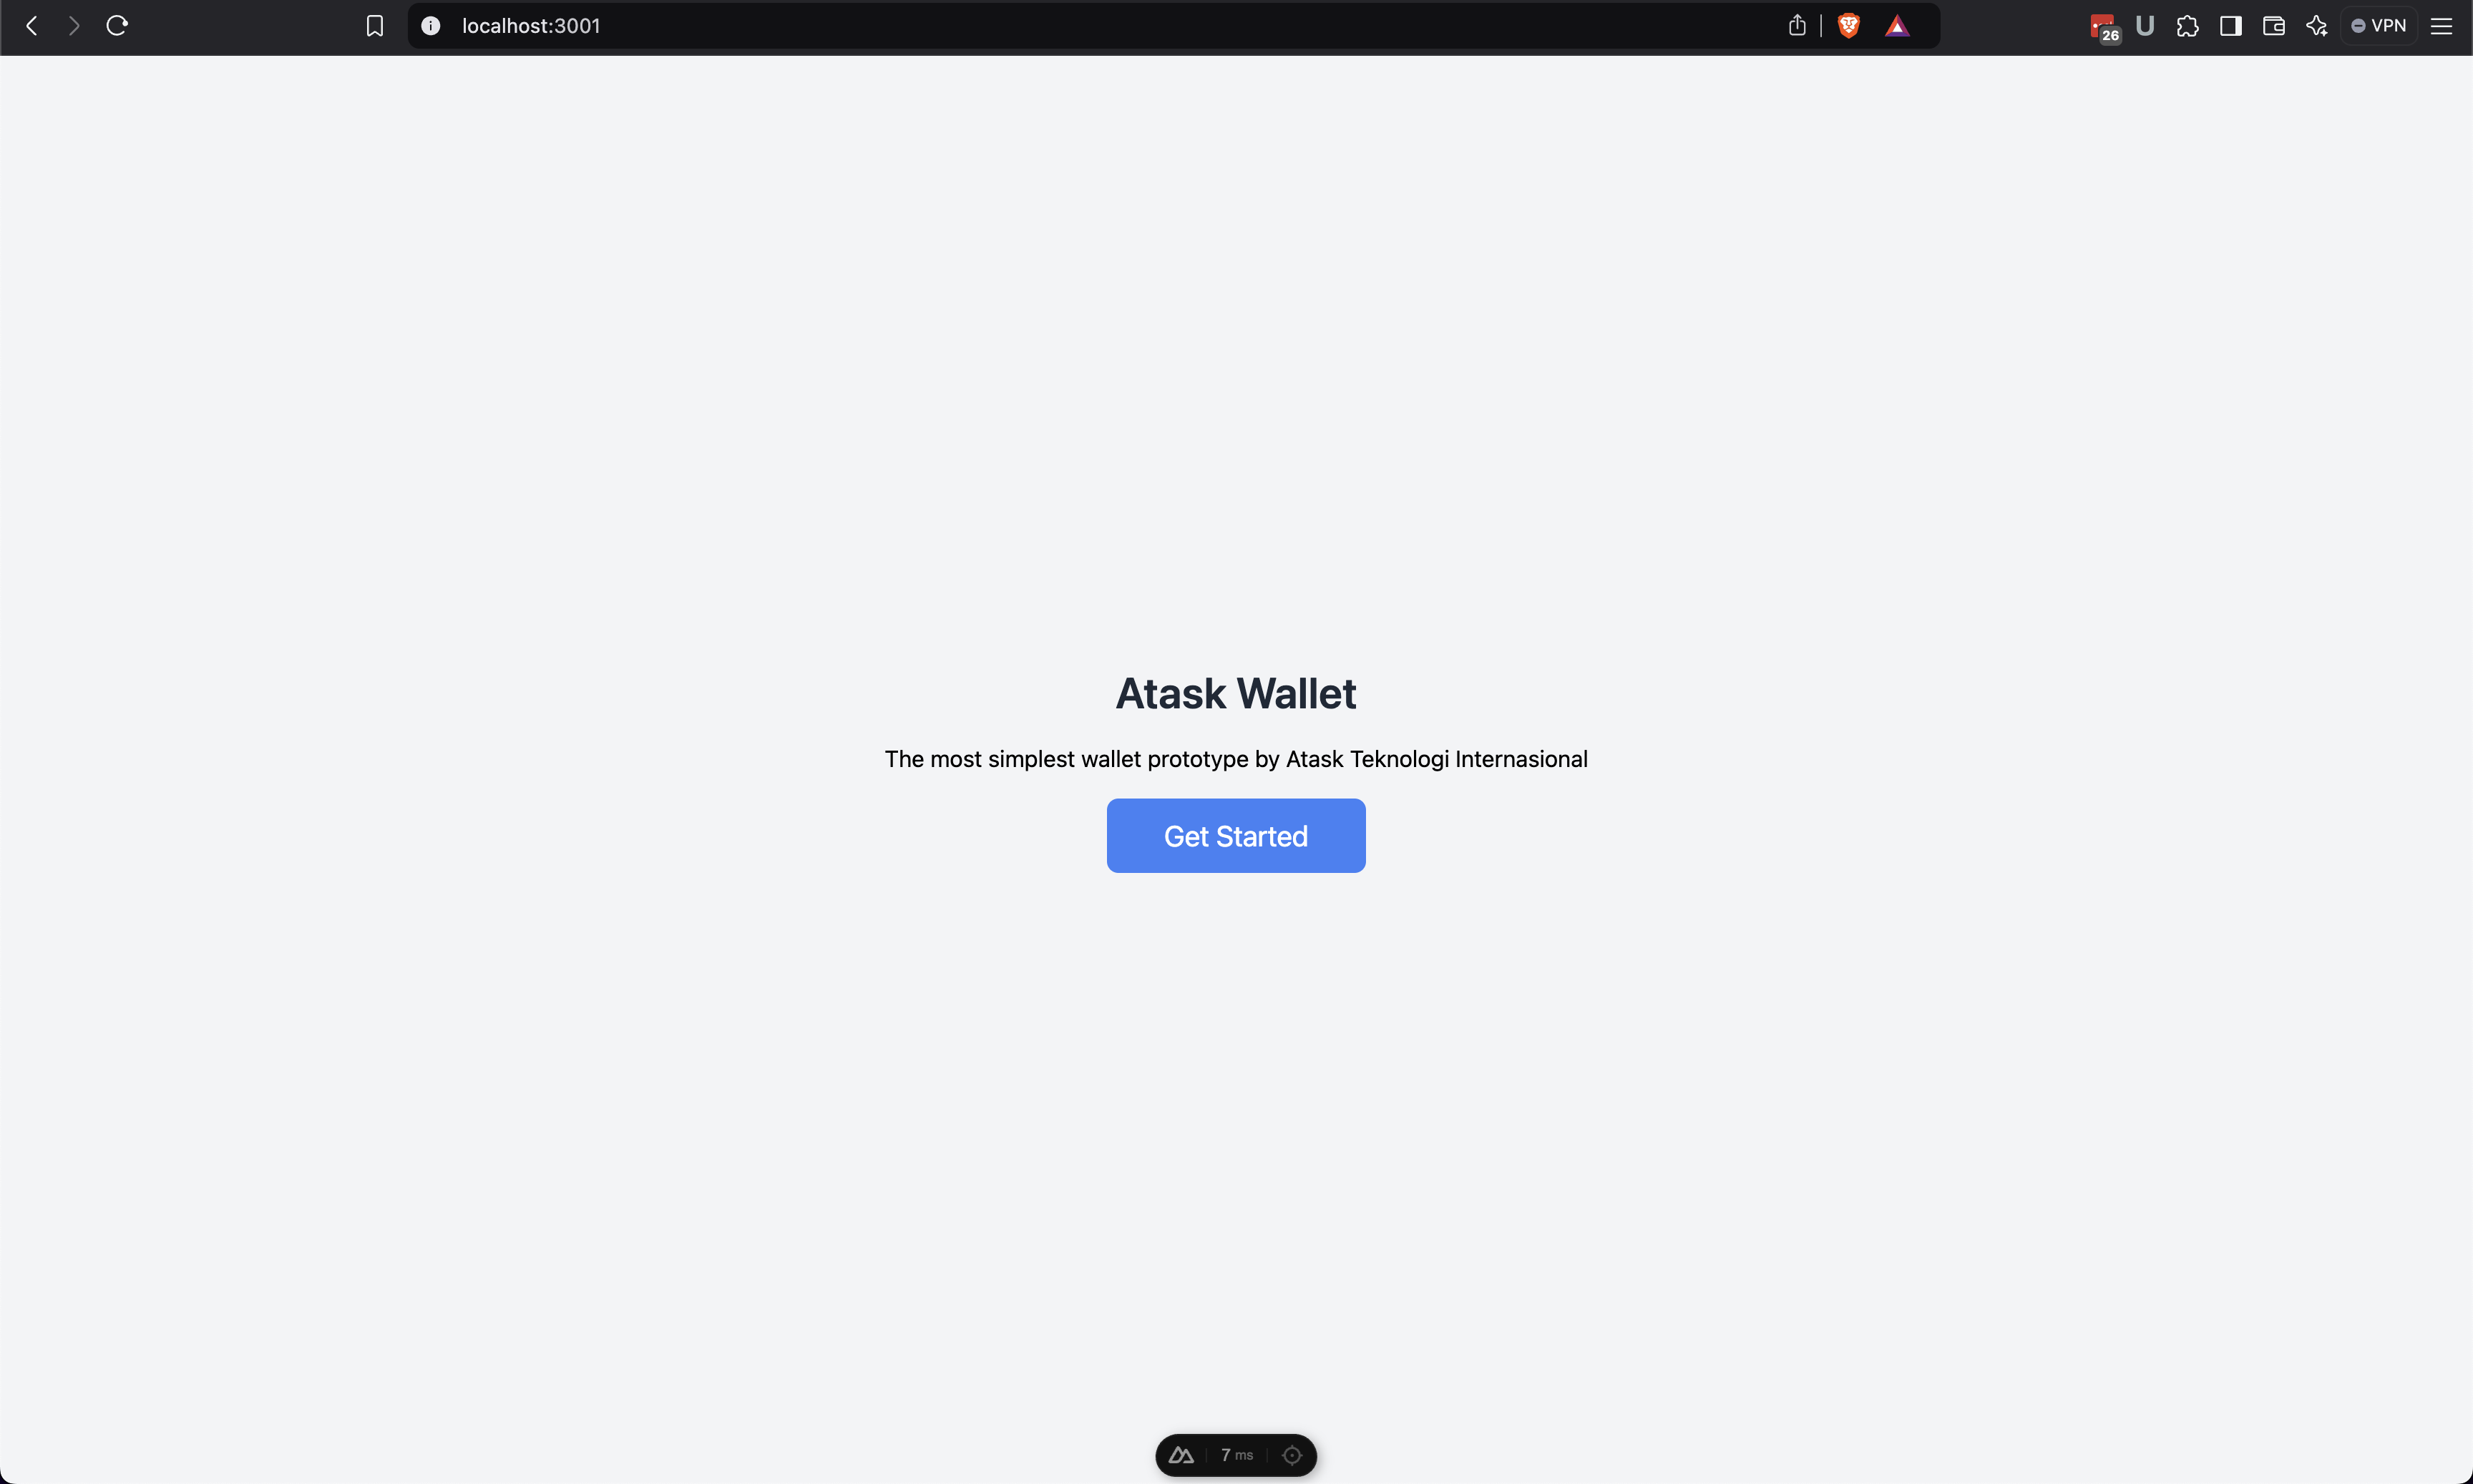 localhost:3001
26
VPN
Atask Wallet
The most simplest wallet prototype by Atask Teknologi Internasional
Get Started
7 ms